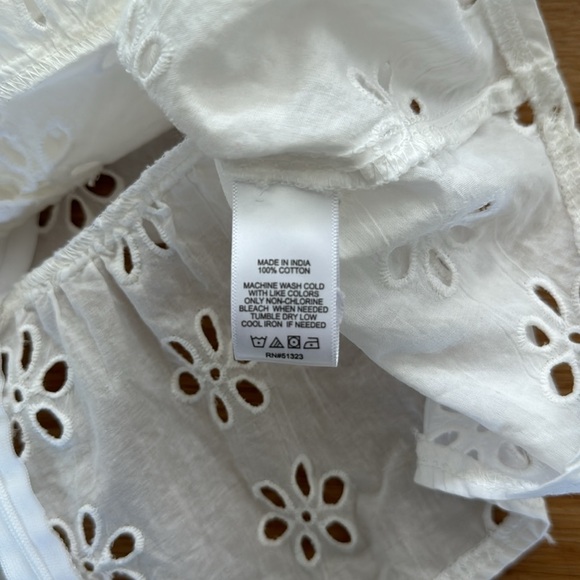 MADE IN INDIA
100% COTTON
MACHINE WASH COLD
WITH LIKE COLORS
ONLY NON-CHLORINE
BLEACH WHEN NEEDED
TUMBLE DRY LOW
COOL IRON IF NEEDED
RN#51323